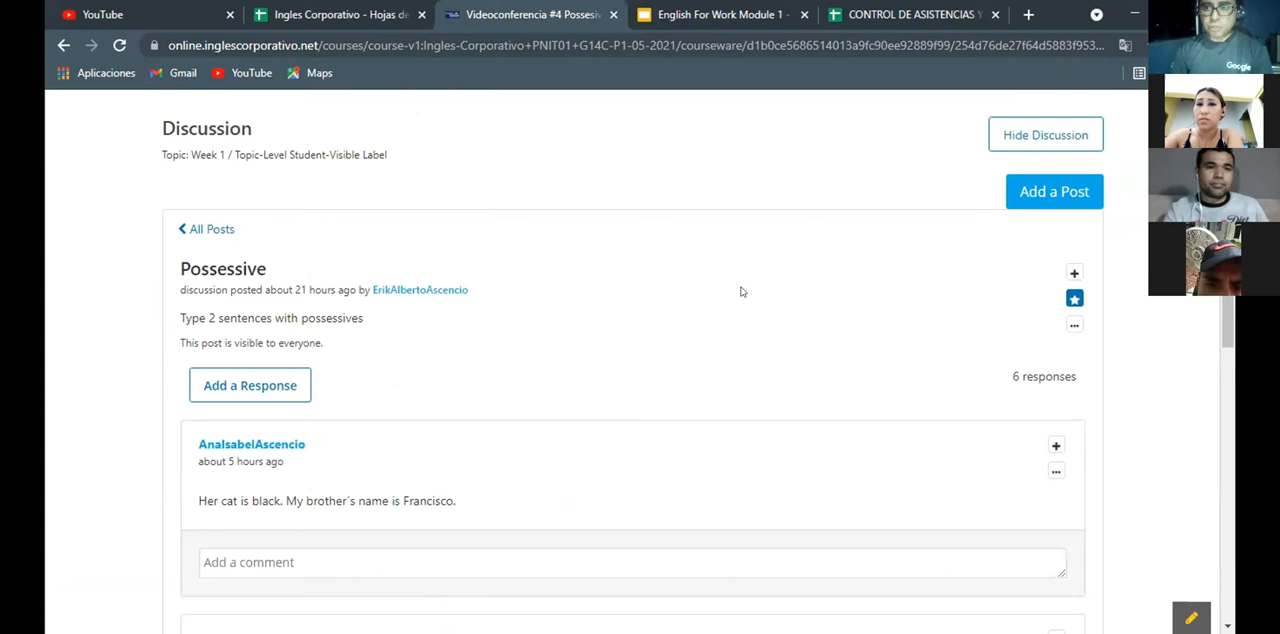 YouTube
Ingles Corporativo - Hojas de
Videoconferencia #4 Possesiv
English For Work Module 1 -
CONTROL DE ASISTENCIAS Y
online.inglescorporativo.net/courses/course-v1:Ingles-Corporativo+PNIT01+G14C-P1-05-2021/courseware/d1b0ce5686514013a9fc90ee92889f99/254d76de27f64d5883f953...
Aplicaciones
Gmail
YouTube
Maps
Google
Diet
Discussion
Hide Discussion
Topic: Week 1 / Topic-Level Student-Visible Label
Add a Post
All Posts
Possessive
discussion posted about 21 hours ago by ErikAlbertoAscencio
Type 2 sentences with possessives
This post is visible to everyone.
Add a Response
6 responses
AnaIsabelAscencio
about 5 hours ago
Her cat is black. My brother´s name is Francisco.
Add a comment